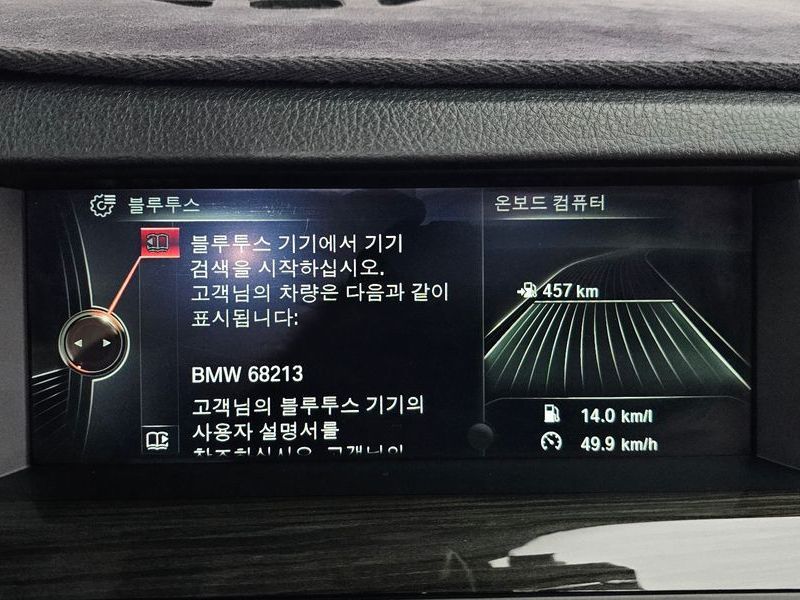 블루투스
블루투스 기기에서 기기
검색을 시작하십시오.
고객님의 차량은 다음과 같이
표시됩니다:
BMW 68213
고객님의 블루투스 기기의
사용자 설명서를
온보드 컴퓨터
457 km
14.0 km/l
49.9 km/h